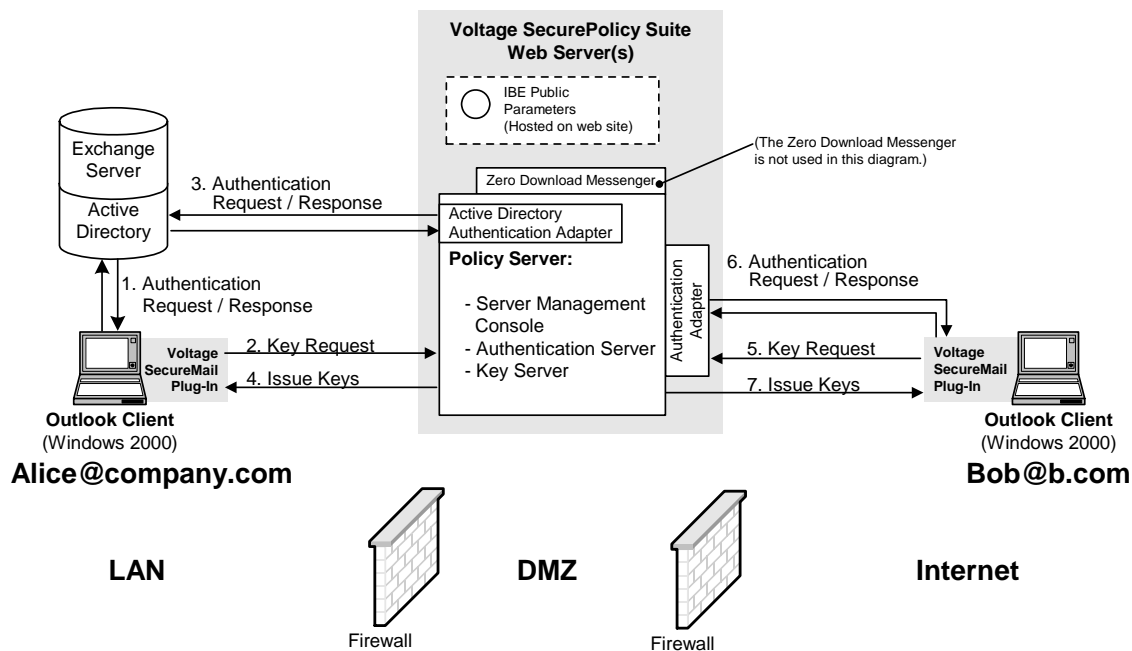 Voltage SecurePolicy Suite
Web Server(s)
IBE Public
Parameters
(Hosted on web site)
(The Zero Download Messenger
is not used in this diagram.)
Exchange
Server
Active
Directory
3. Authentication
Request / Response
Zero Download Messenger
Active Directory
Authentication Adapter
Policy Server:
- Server Management
Console
- Authentication Server
- Key Server
Authentication
Adapter
6. Authentication
Request / Response
1. Authentication
Request / Response
2. Key Request
4. Issue Keys
5. Key Request
7. Issue Keys
Voltage
SecureMail
Plug-In
Voltage
SecureMail
Plug-In
Outlook Client
(Windows 2000)
Alice@company.com
Outlook Client
(Windows 2000)
Bob@b.com
LAN
DMZ
Internet
Firewall
Firewall